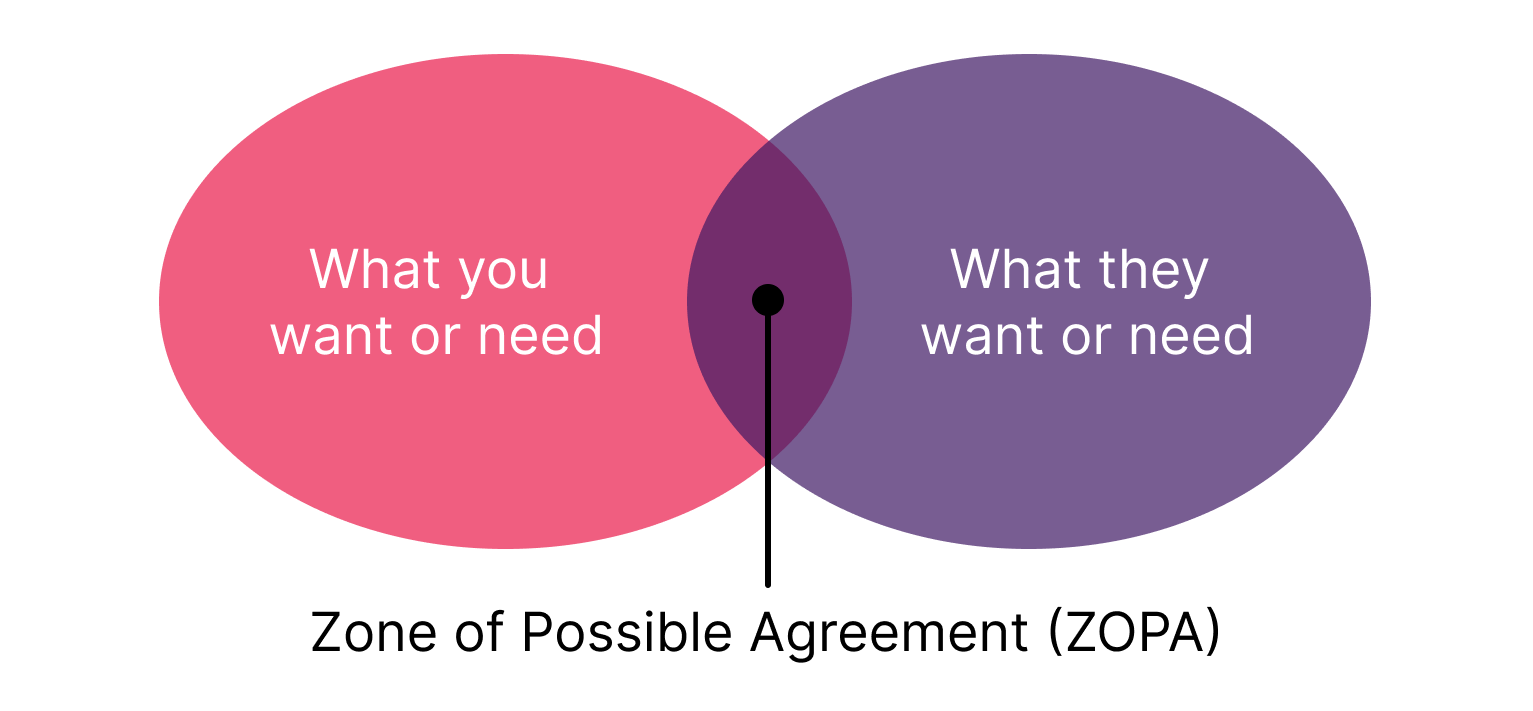 What you
want or need
What they
want or need
Zone of Possible Agreement (ZOPA)